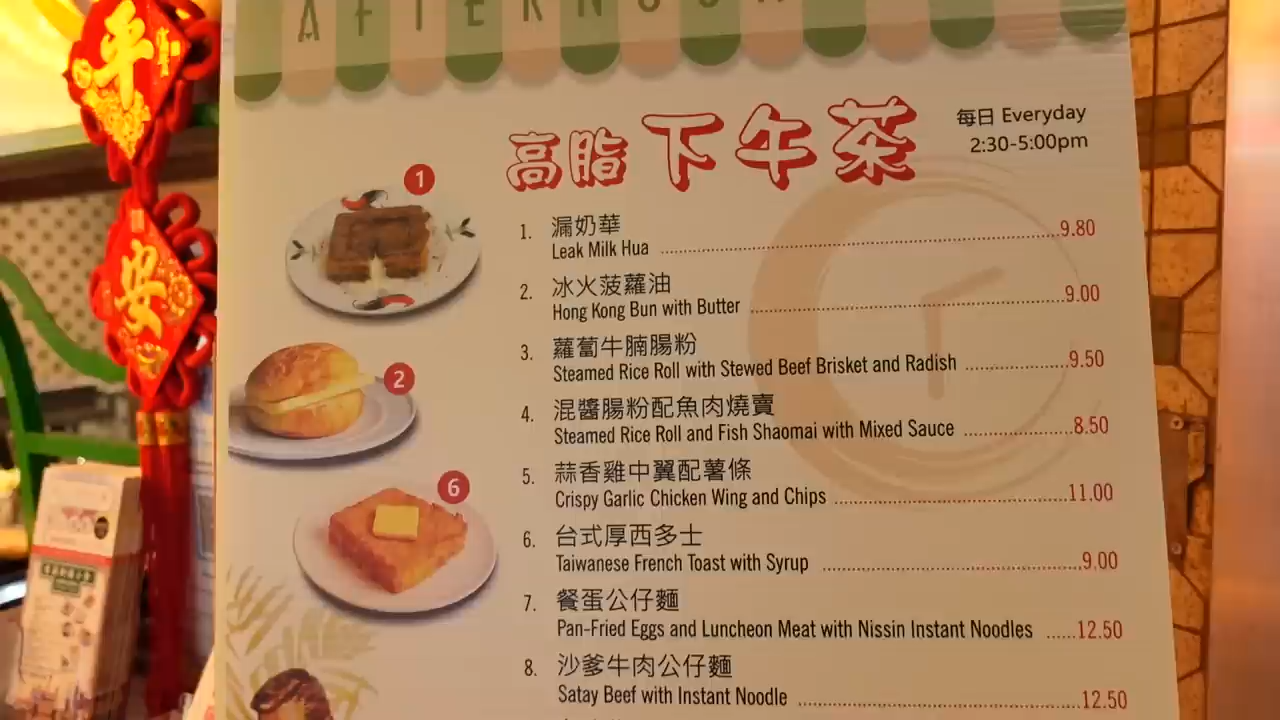 AFTERNOON
高脂下午茶
每日 Everyday
2:30-5:00pm
1. 漏奶華
Leak Milk Hua 9.80
2. 冰火菠蘿油
Hong Kong Bun with Butter 9.00
3. 蘿蔔牛腩腸粉
Steamed Rice Roll with Stewed Beef Brisket and Radish 9.50
4. 混醬腸粉配魚肉燒賣
Steamed Rice Roll and Fish Shaomai with Mixed Sauce 8.50
5. 蒜香雞中翼配薯條
Crispy Garlic Chicken Wing and Chips 11.00
6. 台式厚西多士
Taiwanese French Toast with Syrup 9.00
7. 餐蛋公仔麵
Pan-Fried Eggs and Luncheon Meat with Nissin Instant Noodles 12.50
8. 沙爹牛肉公仔麵
Satay Beef with Instant Noodle 12.50
1
2
6
平
安